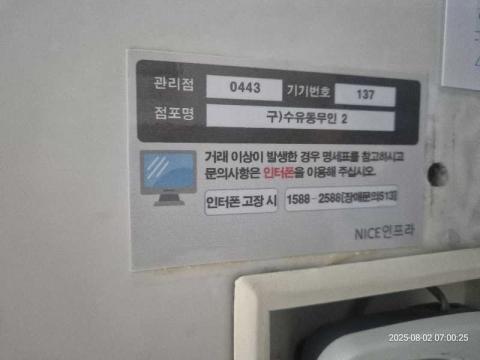 관리점 0443 기기번호 137
점포명 구)수유동무인 2
거래 이상이 발생한 경우 명세표를 참고하시고
문의사항은 인터폰을 이용해 주십시오.
인터폰 고장 시 1588-2588[장애문의513]
NICE인프라
2025-08-02 07:00:25